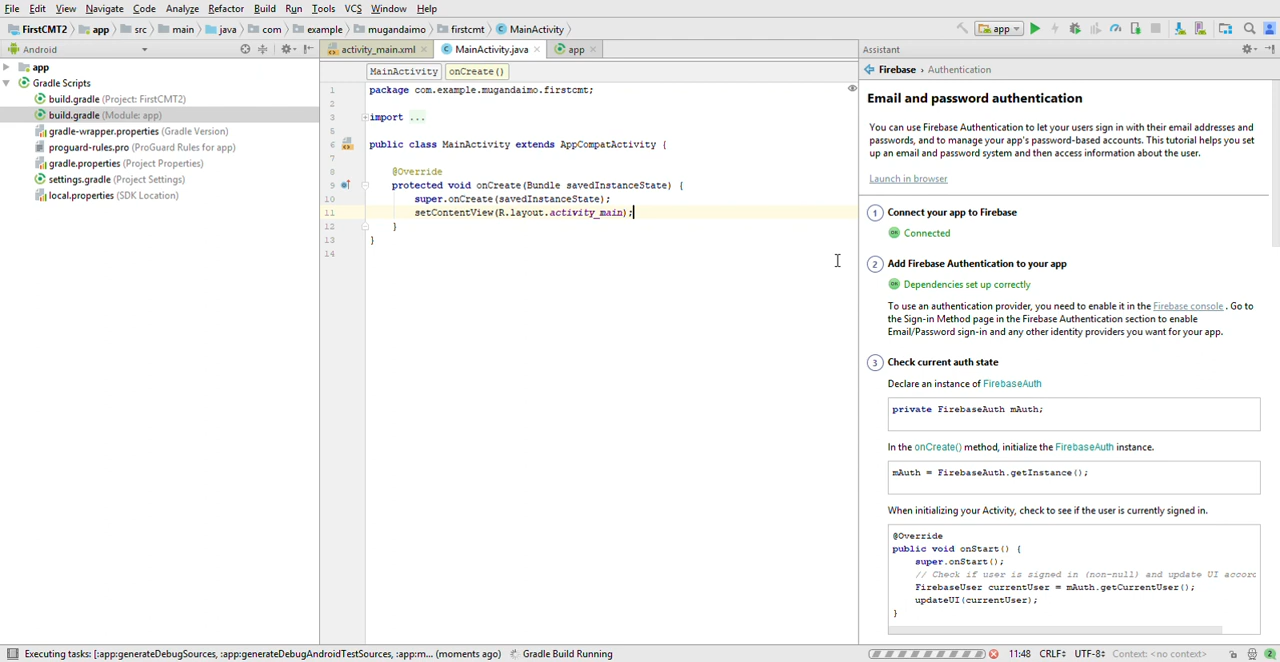 File Edit View Navigate Code Analyze Refactor Build Run Tools VCS Window Help
FirstCMT2 app src main java com example mugandaimo firstcmt MainActivity
app
Android
activity_main.xml MainActivity.java app
Assistant
MainActivity onCreate()
Firebase › Authentication
app
Gradle Scripts
build.gradle (Project: FirstCMT2)
build.gradle (Module: app)
gradle-wrapper.properties (Gradle Version)
proguard-rules.pro (ProGuard Rules for app)
gradle.properties (Project Properties)
settings.gradle (Project Settings)
local.properties (SDK Location)
1 package com.example.mugandaimo.firstcmt;
2
3 import ...
5
6 public class MainActivity extends AppCompatActivity {
7
8 @Override
9 protected void onCreate(Bundle savedInstanceState) {
10 super.onCreate(savedInstanceState);
11 setContentView(R.layout.activity_main);
12 }
13 }
14
Email and password authentication
You can use Firebase Authentication to let your users sign in with their email addresses and
passwords, and to manage your app's password-based accounts. This tutorial helps you set
up an email and password system and then access information about the user.
Launch in browser
1 Connect your app to Firebase
OK Connected
2 Add Firebase Authentication to your app
OK Dependencies set up correctly
To use an authentication provider, you need to enable it in the Firebase console . Go to
the Sign-in Method page in the Firebase Authentication section to enable
Email/Password sign-in and any other identity providers you want for your app.
3 Check current auth state
Declare an instance of FirebaseAuth
private FirebaseAuth mAuth;
In the onCreate() method, initialize the FirebaseAuth instance.
mAuth = FirebaseAuth.getInstance();
When initializing your Activity, check to see if the user is currently signed in.
@Override
public void onStart() {
super.onStart();
// Check if user is signed in (non-null) and update UI accor
FirebaseUser currentUser = mAuth.getCurrentUser();
updateUI(currentUser);
}
Executing tasks: [:app:generateDebugSources, :app:generateDebugAndroidTestSources, :app:m... (moments ago) Gradle Build Running 11:48 CRLF UTF-8 Context: <no context> 2